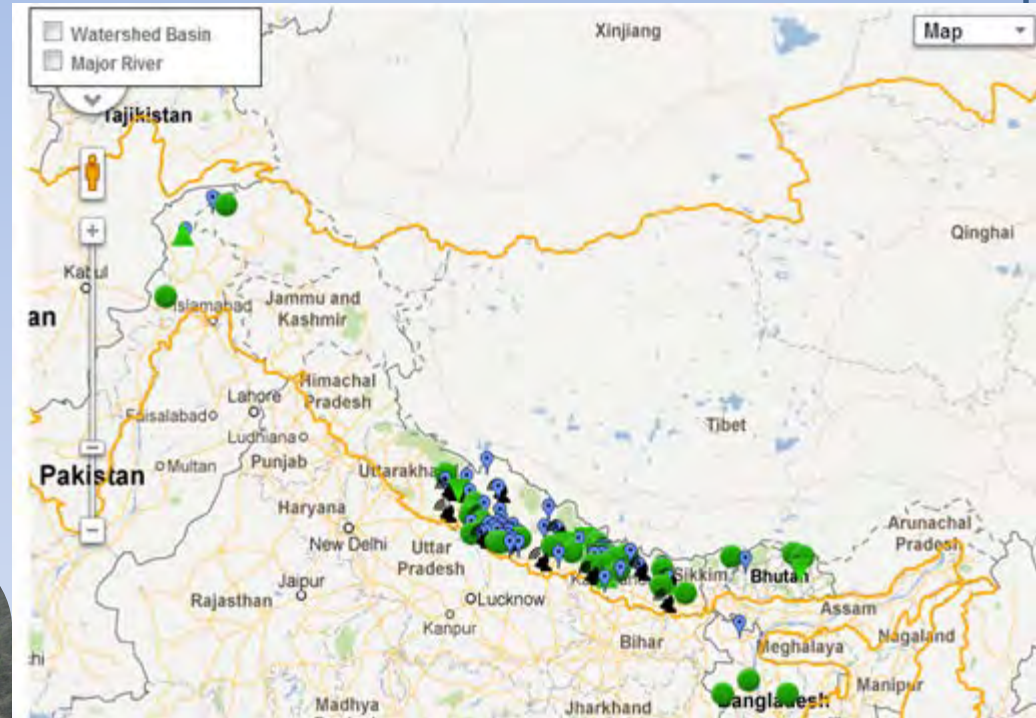 Watershed Basin
Major River
Map
Xinjiang
Tajikistan
Qinghai
Kabul
an
Islamabad
Jammu and
Kashmir
Himachal
Pradesh
Lahore
Faisalabad
Tibet
Ludhiana
Pakistan
Multan
Punjab
Uttarakhand
Haryana
Arunachal
Pradesh
New Delhi
Uttar
Pradesh
Sikkim
Bhutan
Jaipur
Rajasthan
Lucknow
Assam
Kanpur
Bihar
Meghalaya
Nagaland
hi
Manipur
Bangladesh
Madhya
Jharkhand